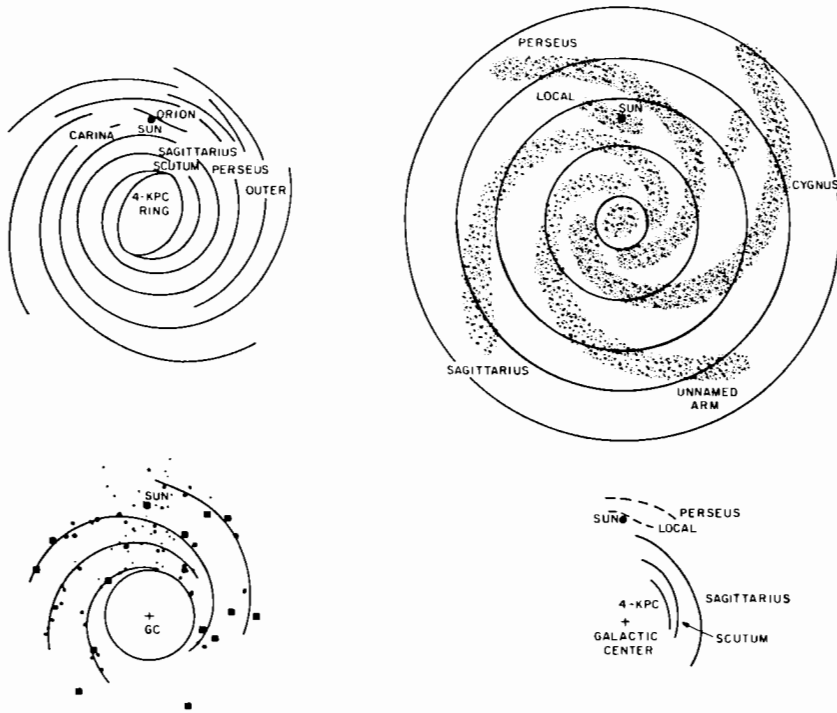 ORION
SUN
CARINA
SAGITTARIUS
SCUTUM
PERSEUS
OUTER
4-KPC
RING
PERSEUS
LOCAL
SUN
CYGNUS
SAGITTARIUS
UNNAMED
ARM
SUN
+
GC
SUN
PERSEUS
LOCAL
4-KPC
+
GALACTIC
CENTER
SAGITTARIUS
SCUTUM